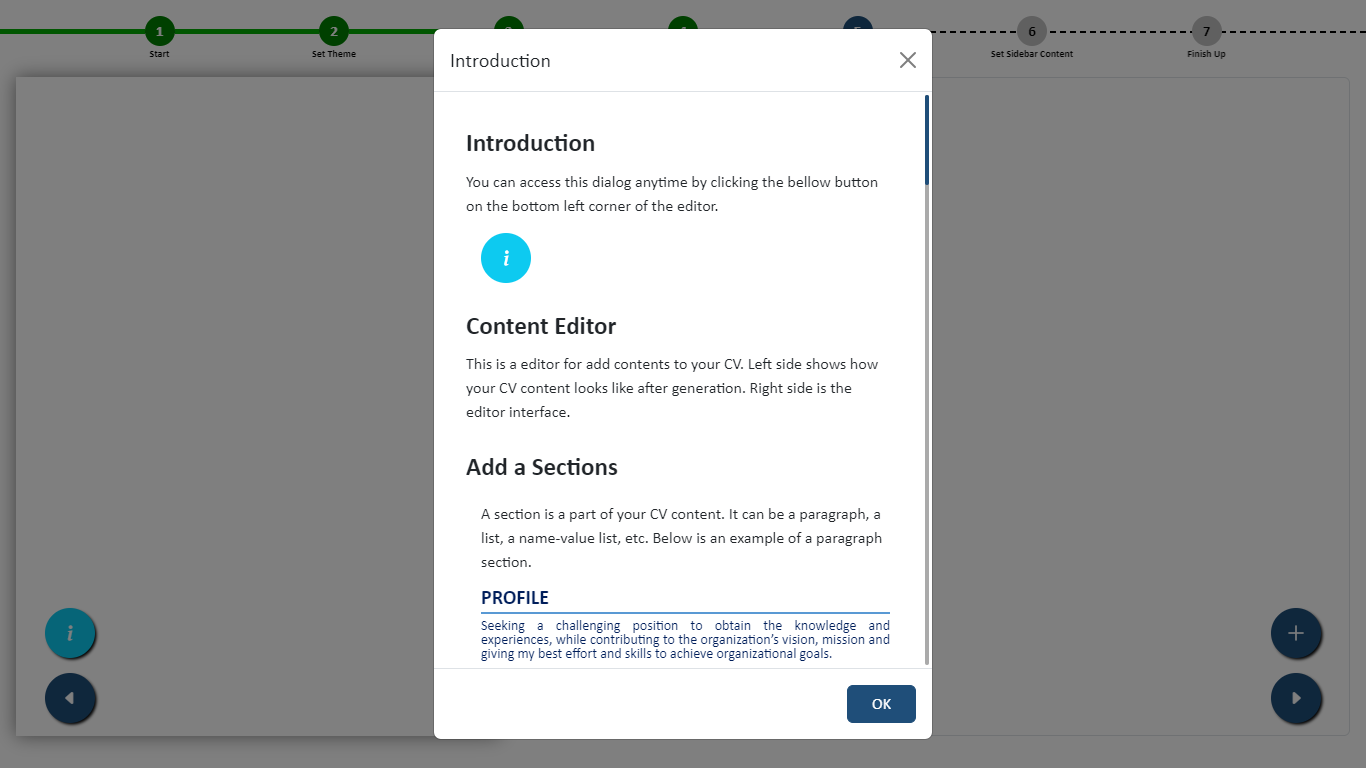 1
2
6
7
Start
Set Theme
Set Sidebar Content
Finish Up
Introduction
Introduction
You can access this dialog anytime by clicking the bellow button
on the bottom left corner of the editor.
i
Content Editor
This is a editor for add contents to your CV. Left side shows how
your CV content looks like after generation. Right side is the
editor interface.
Add a Sections
A section is a part of your CV content. It can be a paragraph, a
list, a name-value list, etc. Below is an example of a paragraph
section.
PROFILE
Seeking a challenging position to obtain the knowledge and
experiences, while contributing to the organization's vision, mission and
giving my best effort and skills to achieve organizational goals.
i
OK